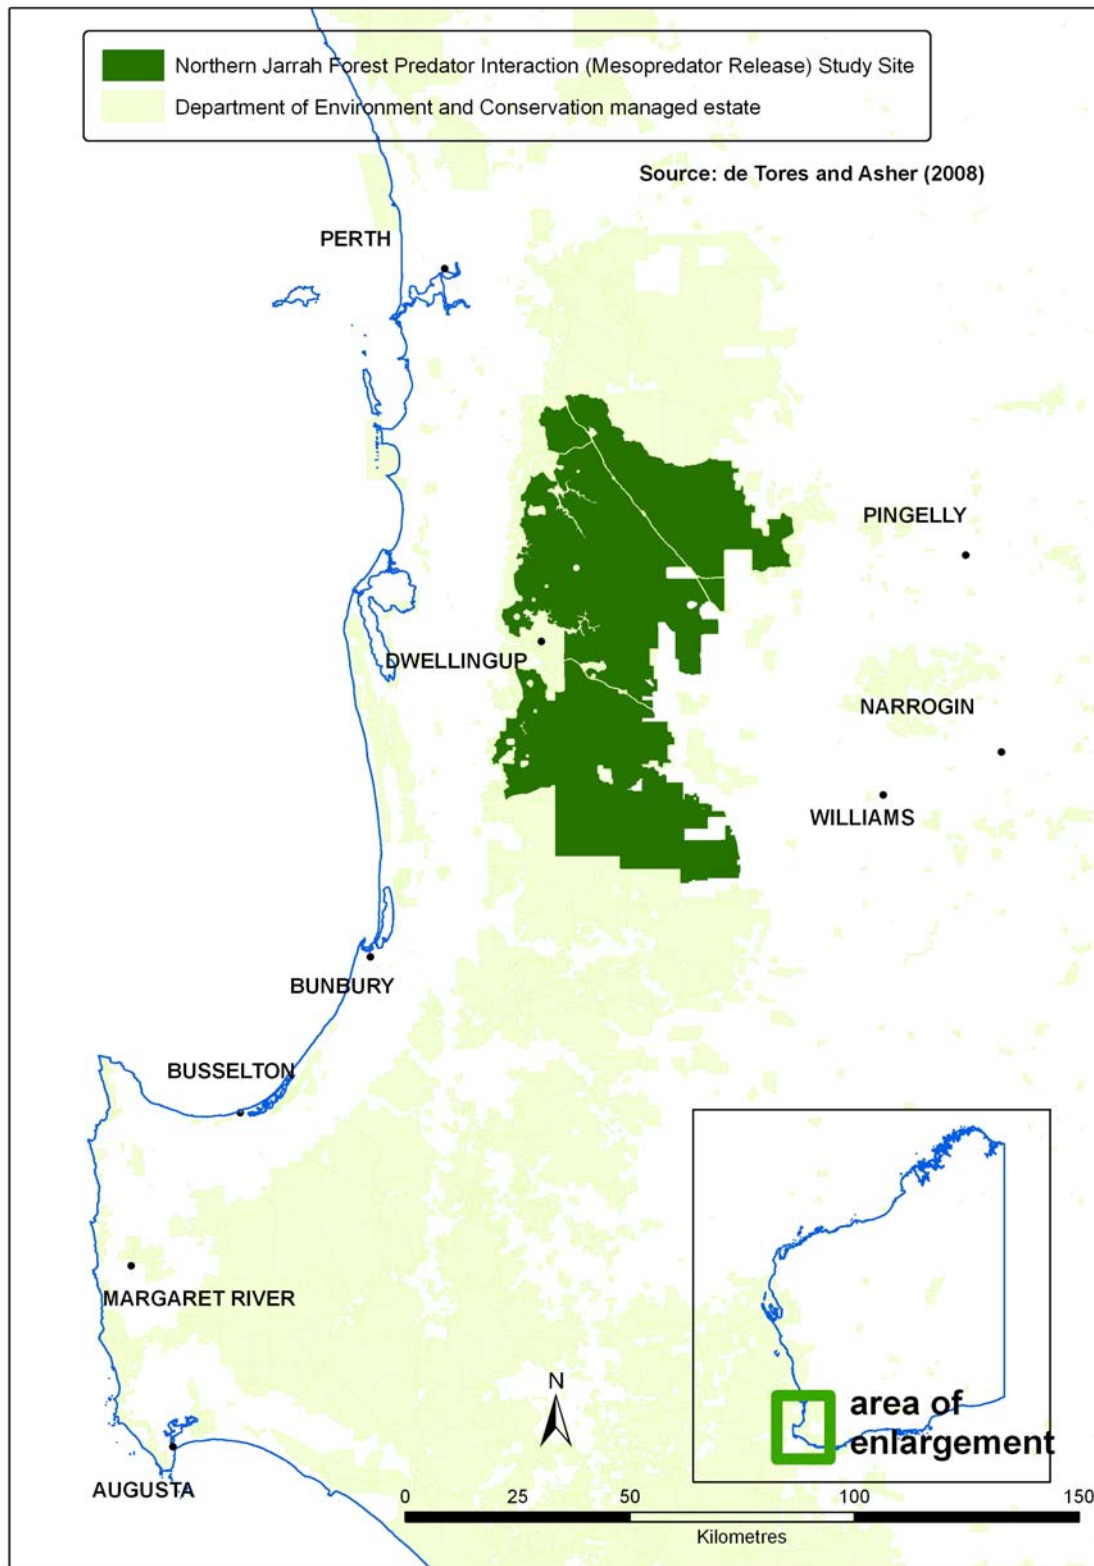 Northern Jarrah Forest Predator Interaction (Mesopredator Release) Study Site
Department of Environment and Conservation managed estate
Source: de Tores and Asher (2008)
PERTH
PINGELLY
DWELLINGUP
NARROGIN
WILLIAMS
BUNBURY
BUSSELTON
MARGARET RIVER
AUGUSTA
N
area of
enlargement
0 25 50 100 150
Kilometres